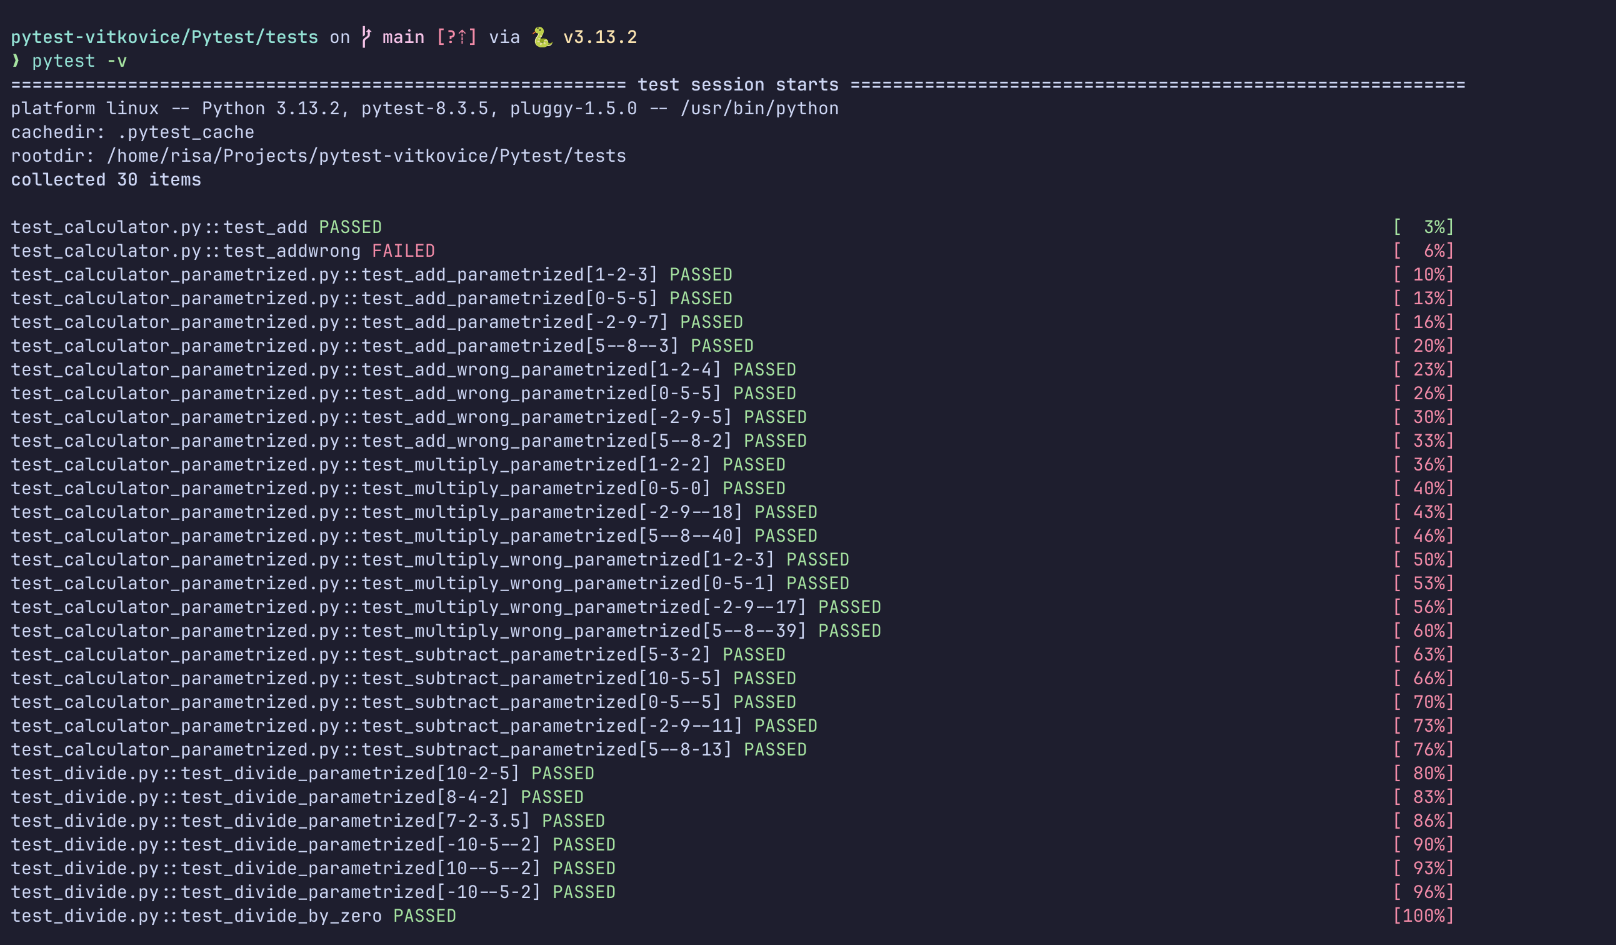 pytest-vitkovice/Pytest/tests on main [?↑] via 🐍 v3.13.2
❯ pytest -v
========================================================== test session starts ==========================================================
platform linux -- Python 3.13.2, pytest-8.3.5, pluggy-1.5.0 -- /usr/bin/python
cachedir: .pytest_cache
rootdir: /home/risa/Projects/pytest-vitkovice/Pytest/tests
collected 30 items
test_calculator.py::test_add PASSED [  3%]
test_calculator.py::test_addwrong FAILED [  6%]
test_calculator_parametrized.py::test_add_parametrized[1-2-3] PASSED [ 10%]
test_calculator_parametrized.py::test_add_parametrized[0-5-5] PASSED [ 13%]
test_calculator_parametrized.py::test_add_parametrized[-2-9-7] PASSED [ 16%]
test_calculator_parametrized.py::test_add_parametrized[5--8--3] PASSED [ 20%]
test_calculator_parametrized.py::test_add_wrong_parametrized[1-2-4] PASSED [ 23%]
test_calculator_parametrized.py::test_add_wrong_parametrized[0-5-5] PASSED [ 26%]
test_calculator_parametrized.py::test_add_wrong_parametrized[-2-9-5] PASSED [ 30%]
test_calculator_parametrized.py::test_add_wrong_parametrized[5--8-2] PASSED [ 33%]
test_calculator_parametrized.py::test_multiply_parametrized[1-2-2] PASSED [ 36%]
test_calculator_parametrized.py::test_multiply_parametrized[0-5-0] PASSED [ 40%]
test_calculator_parametrized.py::test_multiply_parametrized[-2-9--18] PASSED [ 43%]
test_calculator_parametrized.py::test_multiply_parametrized[5--8--40] PASSED [ 46%]
test_calculator_parametrized.py::test_multiply_wrong_parametrized[1-2-3] PASSED [ 50%]
test_calculator_parametrized.py::test_multiply_wrong_parametrized[0-5-1] PASSED [ 53%]
test_calculator_parametrized.py::test_multiply_wrong_parametrized[-2-9--17] PASSED [ 56%]
test_calculator_parametrized.py::test_multiply_wrong_parametrized[5--8--39] PASSED [ 60%]
test_calculator_parametrized.py::test_subtract_parametrized[5-3-2] PASSED [ 63%]
test_calculator_parametrized.py::test_subtract_parametrized[10-5-5] PASSED [ 66%]
test_calculator_parametrized.py::test_subtract_parametrized[0-5--5] PASSED [ 70%]
test_calculator_parametrized.py::test_subtract_parametrized[-2-9--11] PASSED [ 73%]
test_calculator_parametrized.py::test_subtract_parametrized[5--8-13] PASSED [ 76%]
test_divide.py::test_divide_parametrized[10-2-5] PASSED [ 80%]
test_divide.py::test_divide_parametrized[8-4-2] PASSED [ 83%]
test_divide.py::test_divide_parametrized[7-2-3.5] PASSED [ 86%]
test_divide.py::test_divide_parametrized[-10-5--2] PASSED [ 90%]
test_divide.py::test_divide_parametrized[10--5--2] PASSED [ 93%]
test_divide.py::test_divide_parametrized[-10--5-2] PASSED [ 96%]
test_divide.py::test_divide_by_zero PASSED [100%]